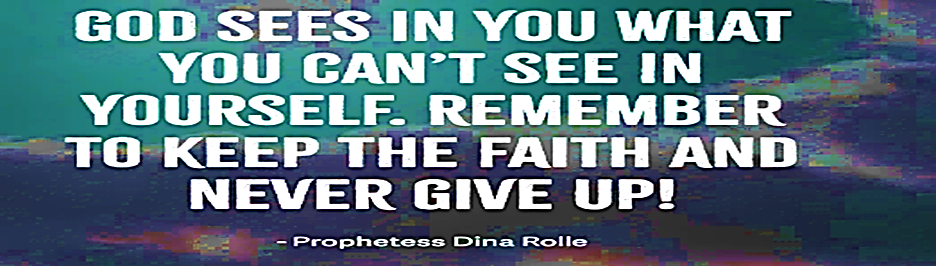 GOD SEES IN YOU WHAT
YOU CAN'T SEE IN
YOURSELF. REMEMBER
TO KEEP THE FAITH AND
NEVER GIVE UP!
- Prophetess Dina Rolle